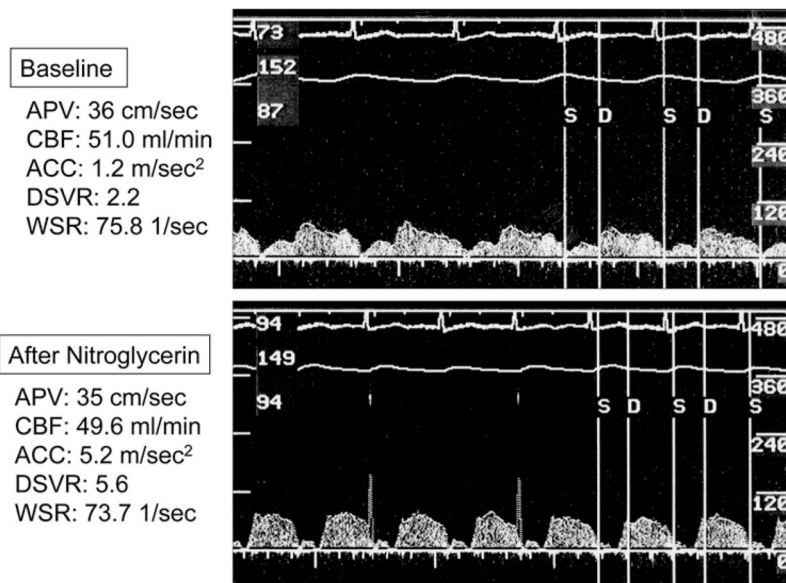 Baseline
APV: 36 cm/sec
CBF: 51.0 ml/min
ACC: 1.2 m/sec²
DSVR: 2.2
WSR: 75.8 1/sec
73
152
87
480
360
240
120
0
S D S D S
After Nitroglycerin
APV: 35 cm/sec
CBF: 49.6 ml/min
ACC: 5.2 m/sec²
DSVR: 5.6
WSR: 73.7 1/sec
94
149
94
480
360
240
120
0
S D S D S